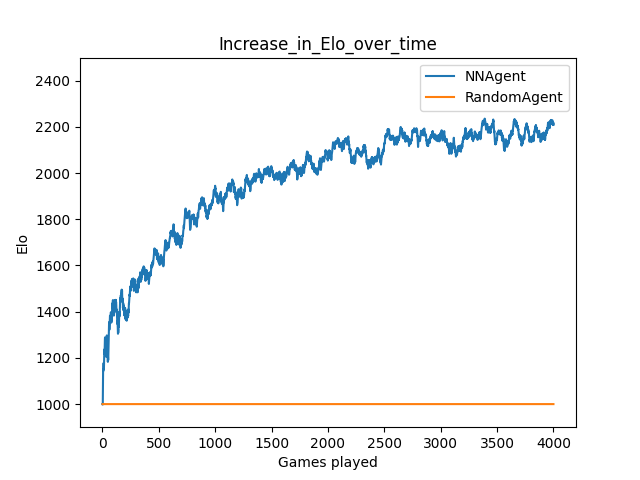 Increase_in_Elo_over_time
NNAgent
RandomAgent
2400
2200
2000
1800
1600
1400
1200
1000
Elo
0 500 1000 1500 2000 2500 3000 3500 4000
Games played